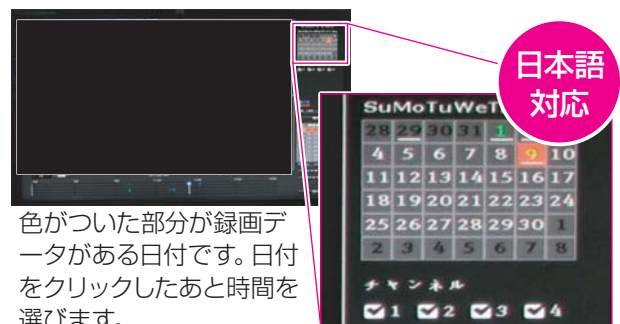 日本語
対応
SuMoTuWeT
28 29 30 31 1
4 5 6 7 8 9 10
11 12 13 14 15 16 17
18 19 20 21 22 23 24
25 26 27 28 29 30 1
2 3 4 5 6 7 8
チャンネル
1 2 3 4
色がついた部分が録画デ
ータがある日付です。日付
をクリックしたあと時間を
選びます。